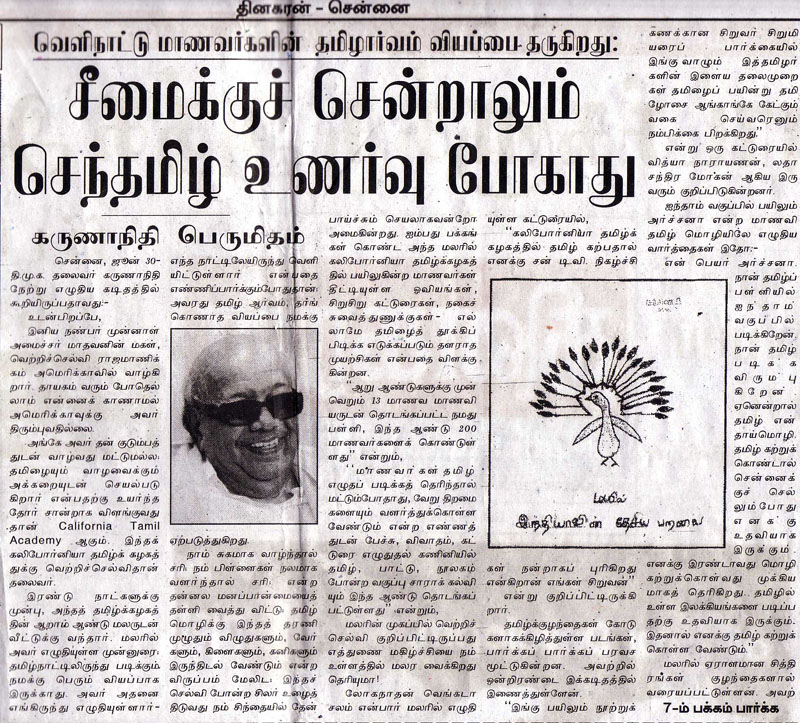 தினகரன் – சென்னை
வெளிநாட்டு மாணவர்களின் தமிழார்வம் வியப்பை தருகிறது:
சீமைக்குச் சென்றாலும்
செந்தமிழ் உணர்வு போகாது
கருணாநிதி பெருமிதம்
சென்னை, ஜூன் 30-
தி.மு.க. தலைவர் கருணாநிதி
நேற்று எழுதிய கடிதத்தில்
கூறியிருப்பதாவது:-
உடன்பிறப்பே,
இனிய நண்பர் முன்னாள்
அமைச்சர் மாதவனின் மகள்,
வெற்றிச்செல்வி ராஜமாணிக்
கம் அமெரிக்காவில் வாழ்கி
றார். தாயகம் வரும் போதெல்
லாம் என்னைக் காணாமல்
அமெரிக்காவுக்கு அவர்
திரும்புவதில்லை.
அங்கே அவர் தன் குடும்பத்
துடன் வாழ்வது மட்டுமல்ல;
தமிழையும் வாழவைக்கும்
அக்கறையுடன் செயல்படு
கிறார் என்பதற்கு உயர்ந்த
தோர் சான்றாக விளங்குவது
தான் California Tamil
Academy ஆகும். இந்தக்
கலிபோர்னியா தமிழ்க் கழகத்
துக்கு வெற்றிச்செல்விதான்
தலைவர்.
இரண்டு நாட்களுக்கு
முன்பு, அந்தத் தமிழ்க்கழகத்
தின் ஆறாம் ஆண்டு மலருடன்
வீட்டுக்கு வந்தார். மலரில்
அவர் எழுதியுள்ள முன்னுரை;
தமிழ்நாட்டிலிருந்து படிக்கும்
நமக்கு பெரும் வியப்பாக
இருக்காது. அவர் அதனை
எங்கிருந்து எழுதியுள்ளார்-
எந்த நாட்டிலேயிருந்து வெளி
யிட்டுள்ளார் என்பதை
எண்ணிப்பார்க்கும்போதுதான்
அவரது தமிழ் ஆர்வம், தாங்
கொணாத வியப்பை நமக்கு
ஏற்படுத்துகிறது.
நாம் சுகமாக வாழ்ந்தால்
சரி; நம் பிள்ளைகள் நலமாக
வளர்ந்தால் சரி; என்ற
தன்னல மனப்பான்மையைத்
தள்ளி வைத்து விட்டு, தமிழ்
மொழிக்கு இந்தத் தரணி
முழுதும் விழுதுகளும், வேர்
களும், கிளைகளும், கனிகளும்
இருந்திடல் வேண்டும் என்ற
விருப்பம் மேலிட; இந்தச்
செல்வி போன்ற சிலர் உழைத்
திடுவது நம் சிந்தையில் தேன்
பாய்ச்சும் செயலாகவன்றோ
அமைகின்றது. ஐம்பது பக்கங்
கள் கொண்ட அந்த மலரில்
கலிபோர்னியா தமிழ்க்கழகத்
தில் பயிலுகின்ற மாணவர்கள்
தீட்டியுள்ள ஓவியங்கள்,
சிறுசிறு கட்டுரைகள், நகைச்
சுவைத் துணுக்குகள் - எல்
லாமே தமிழைத் தூக்கிப்
பிடிக்க எடுக்கப்படும் தளராத
முயற்சிகள் என்பதை விளக்கு
கின்றன.
"ஆறு ஆண்டுகளுக்கு முன்
வெறும் 13 மாணவ மாணவி
யருடன் தொடங்கப்பட்ட நமது
பள்ளி, இந்த ஆண்டு 200
மாணவர்களைக் கொண்டுள்
ளது" என்றும்,
"மாணவர்கள் தமிழ்
எழுதப் படிக்கத் தெரிந்தால்
மட்டும்போதாது, வேறு திறமை
களையும் வளர்த்துக்கொள்ள
வேண்டும் என்ற எண்ணத்
துடன் பேச்சு, விவாதம், கட்
டுரை எழுதுதல் கணினியில்
தமிழ், பாட்டு, நூலகம்
போன்ற வகுப்பு சாராக் கல்வி
யும் இந்த ஆண்டு தொடங்கப்
பட்டுள்ளது" என்றும்,
மலரின் முகப்பில் வெற்றிச்
செல்வி குறிப்பிட்டிருப்பது
எத்துணை மகிழ்ச்சியை நம்
உள்ளத்தில் மலர வைக்கிறது
தெரியுமா!
லோகநாதன் வெங்கடா
சலம் என்பார் மலரில் எழுதி
யுள்ள கட்டுரையில்,
"கலிபோர்னியா தமிழ்க்
கழகத்தில் தமிழ் கற்பதால்
எனக்கு சன் டி.வி. நிகழ்ச்சி
மயில்
இந்தியாவின் தேசிய பறவை
கள் நன்றாகப் புரிகிறது
என்கிறான் எங்கள் சிறுவன்"
என்று குறிப்பிட்டிருக்கி
றார்.
தமிழ்க்குழந்தைகள் கோடு
களாகக்கிழித்துள்ள படங்கள்,
பார்க்கப் பார்க்கப் பரவச
மூட்டுகின்றன. அவற்றில்
ஒன்றிரண்டை இக்கடிதத்தில்
இணைத்துள்ளேன்.
"இங்கு பயிலும் நூற்றுக்
கணக்கான சிறுவர் சிறுமி
யரைப் பார்க்கையில்
இங்கு வாழும் இத்தமிழர்
களின் இளைய தலைமுறை
கள் தமிழைப் பயின்று தமி
ழோசை ஆங்காங்கே கேட்கும்
வகை செய்வரெனும்
நம்பிக்கை பிறக்கிறது."
என்று ஒரு கட்டுரையில்
வித்யா நாராயணன், லதா
சந்திர மோகன் ஆகிய இரு
வரும் குறிப்பிடுகின்றனர்.
ஐந்தாம் வகுப்பில் பயிலும்
அர்ச்சனா என்ற மாணவி
தமிழ் மொழியிலே எழுதிய
வார்த்தைகள் இதோ:-
என் பெயர் அர்ச்சனா.
நான் தமிழ்ப்
பள்ளியில்
ஐந்தாம்
வகுப்பில்
படிக்கிறேன்.
நான் தமிழ்
படிக்க
விரும்பு
கிறேன்
ஏனென்றால்
தமிழ் என்
தாய்மொழி.
தமிழ் கற்றுக்
கொண்டால்
சென்னைக்
குச் செல்
லும்போது
எனக்கு
உதவியாக
இருக்கும்.
எனக்கு இரண்டாவது மொழி
கற்றுக்கொள்வது முக்கிய
மாகத் தெரிகிறது. தமிழில்
உள்ள இலக்கியங்களை படிப்ப
தற்கு உதவியாக இருக்கும்.
இதனால் எனக்கு தமிழ் கற்றுக்
கொள்ள வேண்டும்"
மலரில் ஏராளமான சித்தி
ரங்கள் குழந்தைகளால்
வரையப்பட்டுள்ளன. அவற்
7-ம் பக்கம் பார்க்க